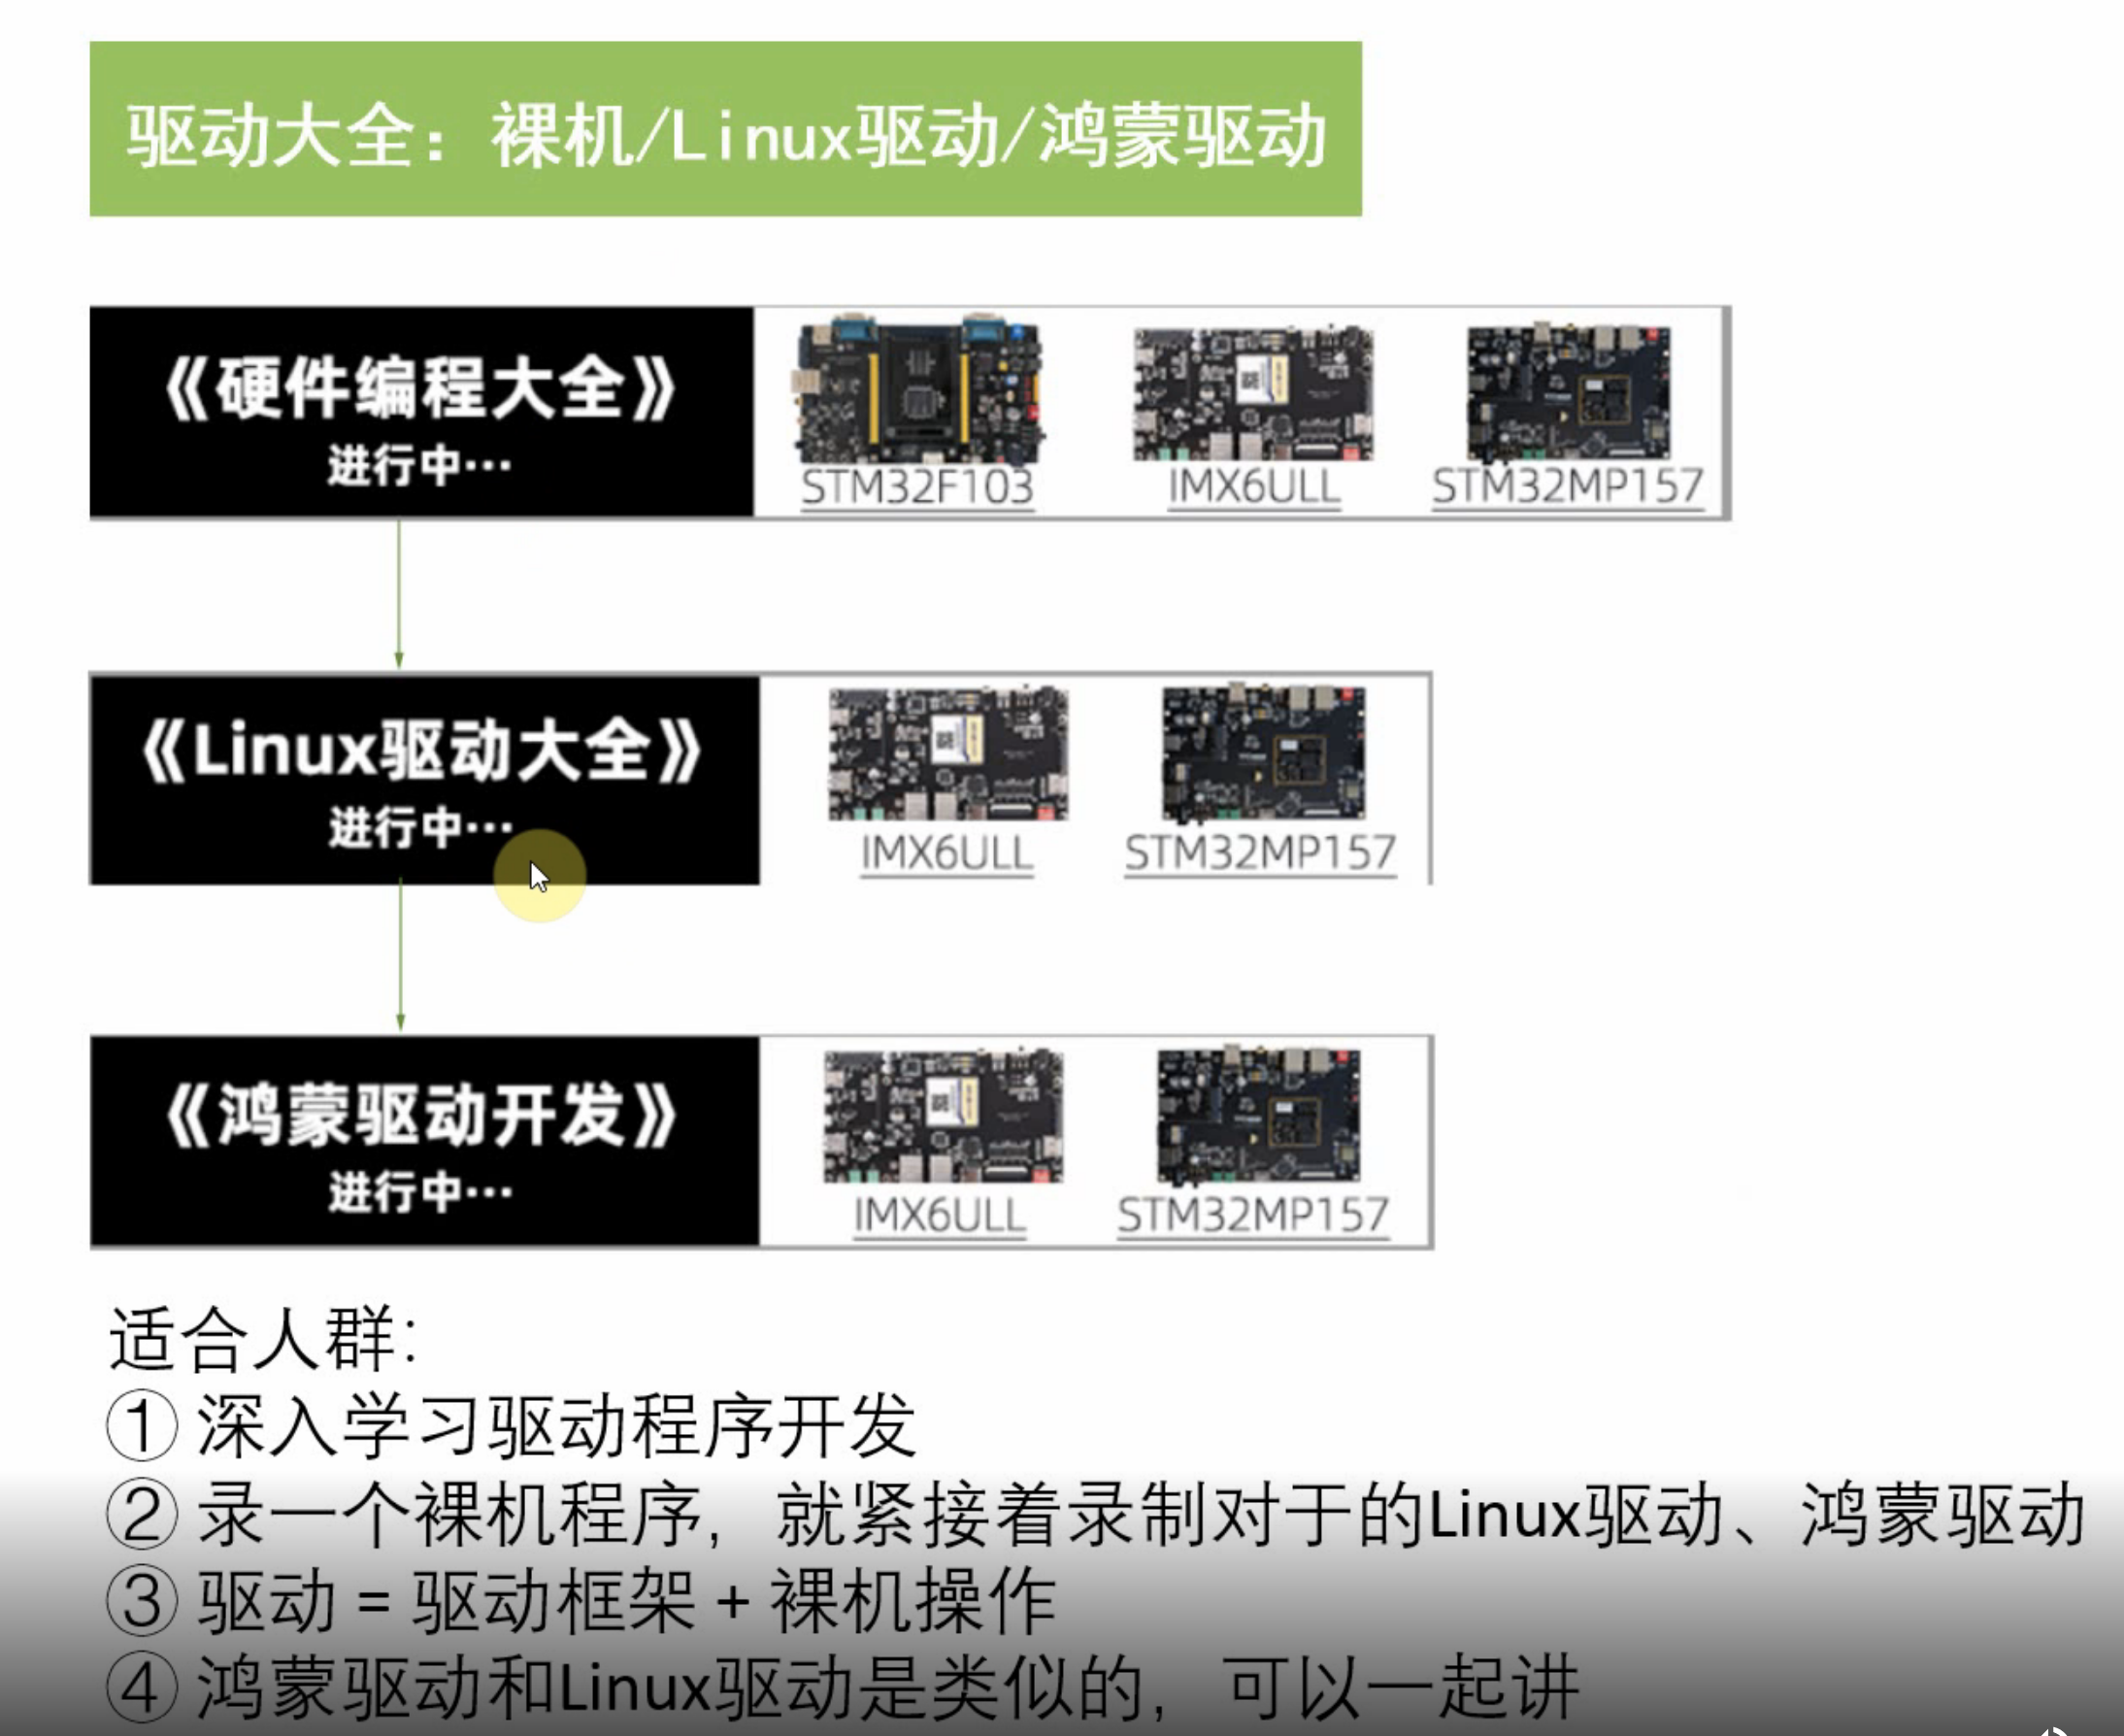 驱动大全：裸机/Linux驱动/鸿蒙驱动
《硬件编程大全》
进行中…
STM32F103
IMX6ULL
STM32MP157
《Linux驱动大全》
进行中…
IMX6ULL
STM32MP157
《鸿蒙驱动开发》
进行中…
IMX6ULL
STM32MP157
适合人群：
① 深入学习驱动程序开发
② 录一个裸机程序，就紧接着录制对于的Linux驱动、鸿蒙驱动
③ 驱动 = 驱动框架 + 裸机操作
④ 鸿蒙驱动和Linux驱动是类似的，可以一起讲